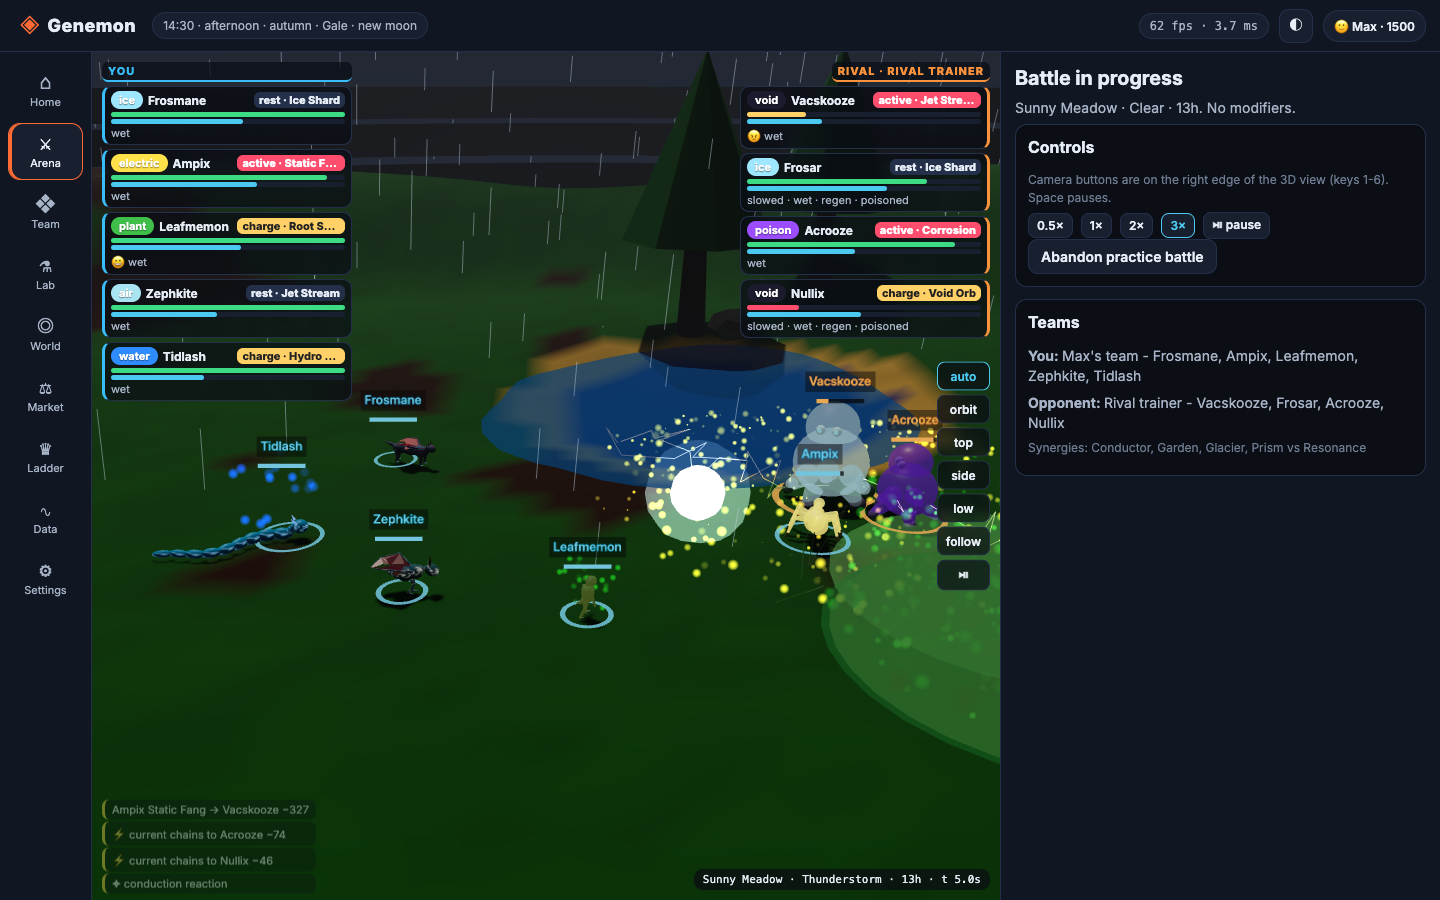 Genemon
14:30 · afternoon · autumn · Gale · new moon
62 fps · 3.7 ms
Max · 1500
Home
Arena
Team
Lab
World
Market
Ladder
Data
Settings
YOU
ice Frosmane rest · Ice Shard
wet
electric Ampix active · Static F...
wet
plant Leafmemon charge · Root S...
wet
air Zephkite rest · Jet Stream
wet
water Tidlash charge · Hydro ...
wet
RIVAL · RIVAL TRAINER
void Vacskooze active · Jet Stre...
wet
ice Frosar rest · Ice Shard
slowed · wet · regen · poisoned
poison Acrooze active · Corrosion
wet
void Nullix charge · Void Orb
slowed · wet · regen · poisoned
Frosmane
Tidlash
Zephkite
Leafmemon
Vacskooze
Acrooze
Ampix
auto
orbit
top
side
low
follow
Ampix Static Fang → Vacskooze −327
⚡ current chains to Acrooze −74
⚡ current chains to Nullix −46
✦ conduction reaction
Sunny Meadow · Thunderstorm · 13h · t 5.0s
Battle in progress
Sunny Meadow · Clear · 13h. No modifiers.
Controls
Camera buttons are on the right edge of the 3D view (keys 1-6).
Space pauses.
0.5× 1× 2× 3× ⏯ pause
Abandon practice battle
Teams
You: Max's team - Frosmane, Ampix, Leafmemon,
Zephkite, Tidlash
Opponent: Rival trainer - Vacskooze, Frosar, Acrooze,
Nullix
Synergies: Conductor, Garden, Glacier, Prism vs Resonance